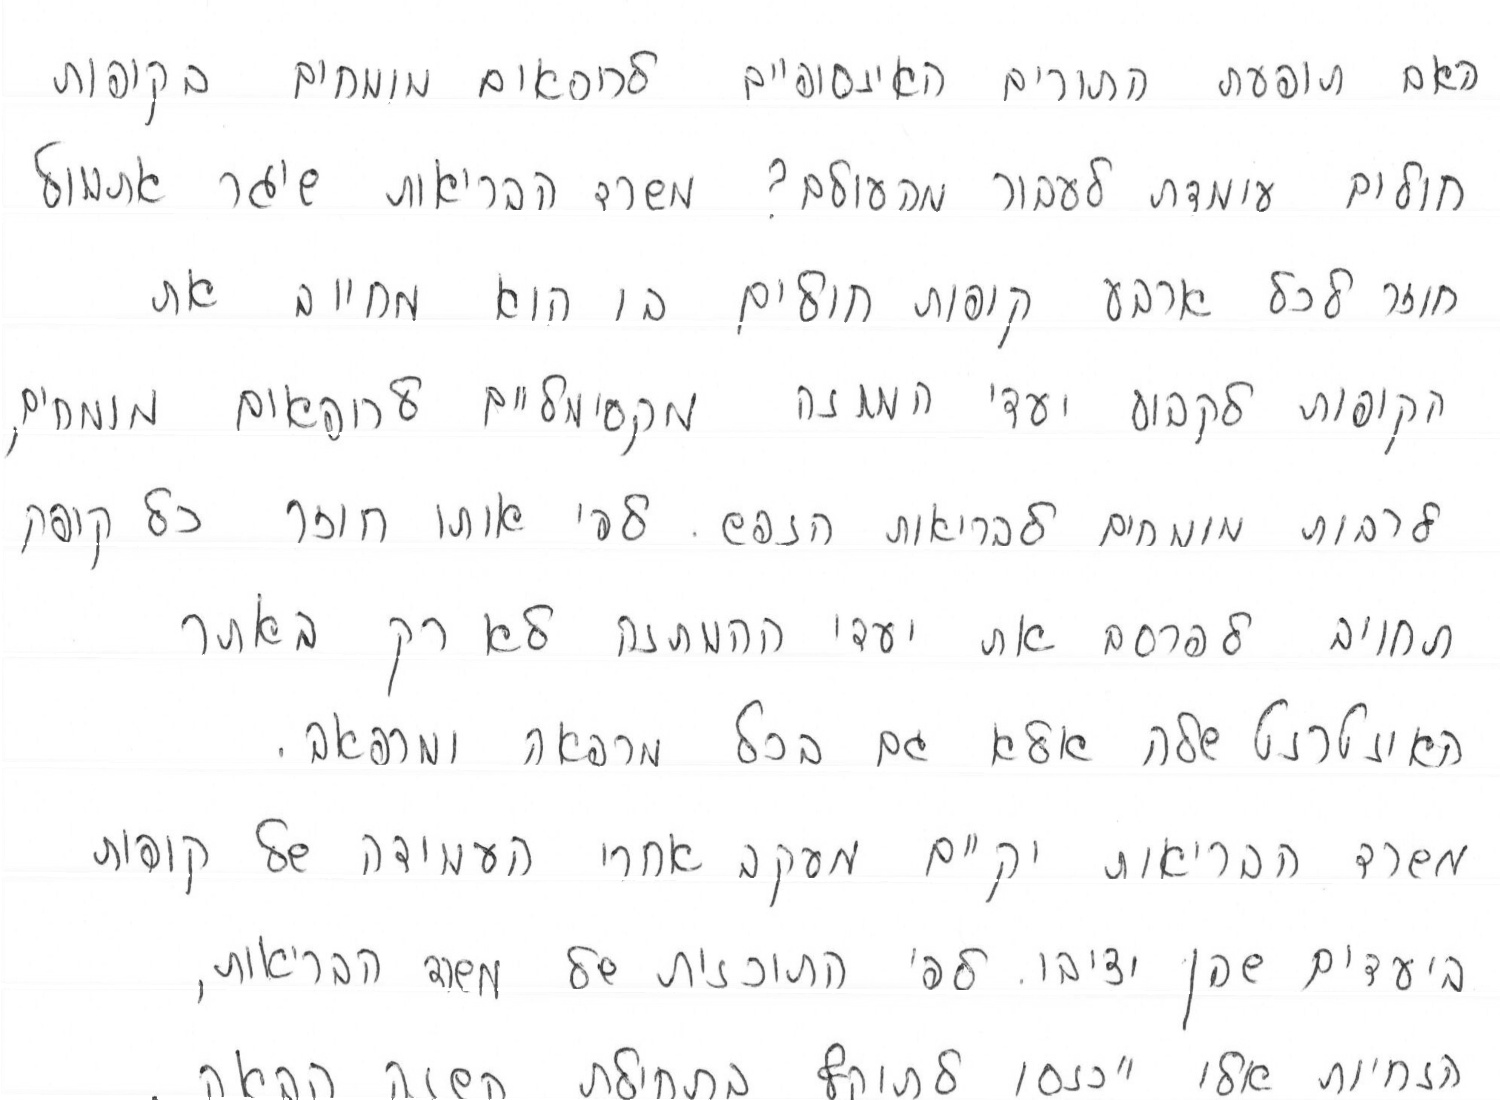 האם תופעת התורים האינסופיים לרופאים מומחים בקופות
חולים עומדת לעבור מהעולם? משרד הבריאות שיגר אתמול
חוזר לכל ארבע קופות חולים בו הוא מחייב את
הקופות לקבוע יעדי המתנה מקסימליים לרופאים מומחים,
לרבות מומחים לבריאות הנפש. לפי אותו חוזר כל קופה
תחויב לפרסם את יעדי ההמתנה לא רק באתר
האינטרנט שלה אלא גם בכל מרפאה ומרפאה.
משרד הבריאות יקיים מעקב אחרי העמידה של קופות
ביעדים שהן יציבו. לפי התוכנית של משרד הבריאות,
הנחיות אלו ייכנסו לתוקף בתחילת השנה הבאה.